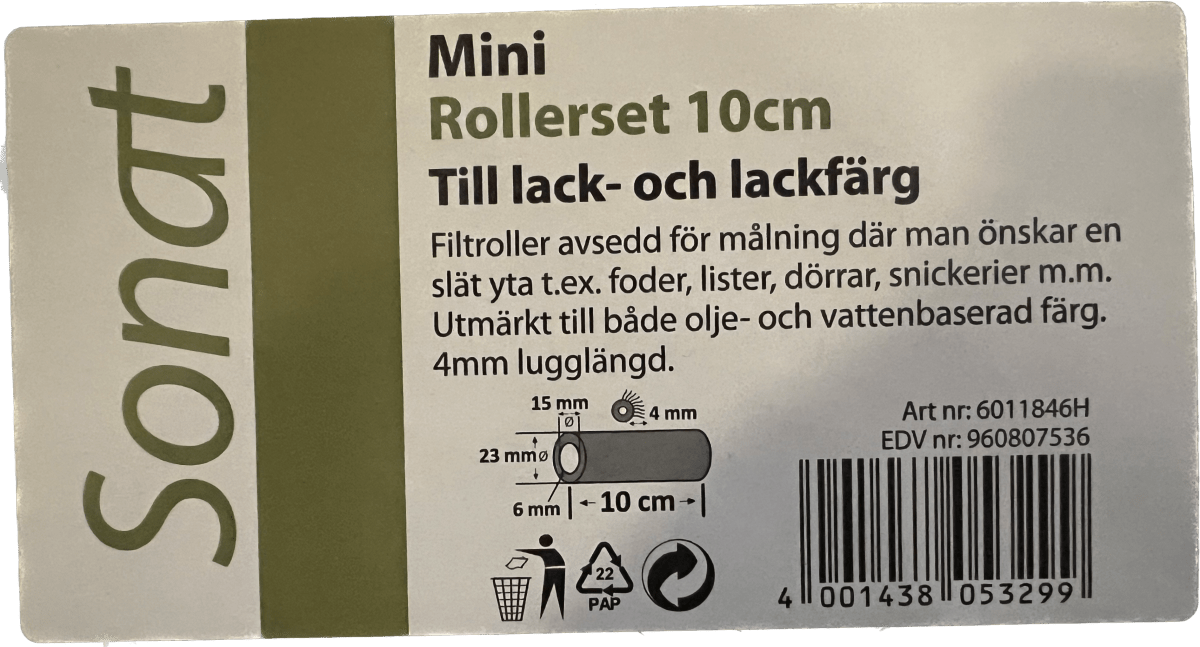 Sonat
Mini
Rollerset 10cm
Till lack- och lackfärg
Filtroller avsedd för målning där man önskar en
slät yta t.ex. foder, lister, dörrar, snickerier m.m.
Utmärkt till både olje- och vattenbaserad färg.
4mm lugglängd.
15 mm
Ø
4 mm
23 mmø
6 mm
10 cm
22
PAP
Art nr: 6011846H
EDV nr: 960807536
4 001438 053299